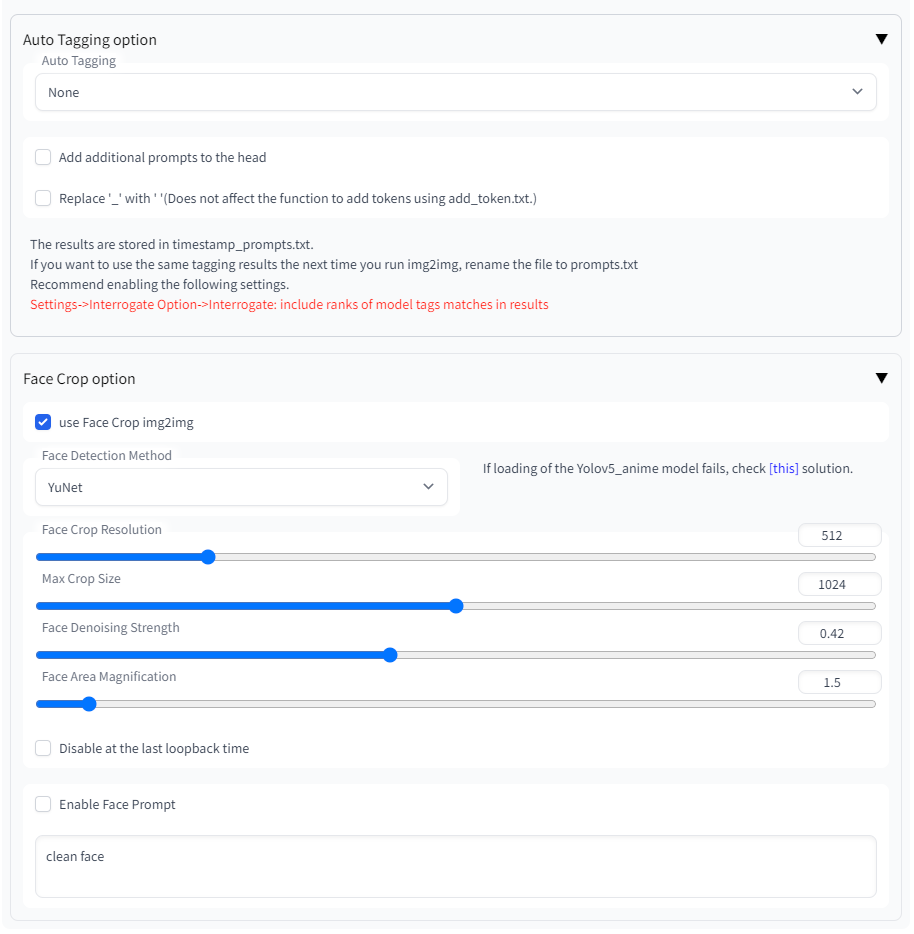 Auto Tagging option
▼
Auto Tagging
None
Add additional prompts to the head
Replace '_' with ' '(Does not affect the function to add tokens using add_token.txt.)
The results are stored in timestamp_prompts.txt.
If you want to use the same tagging results the next time you run img2img, rename the file to prompts.txt
Recommend enabling the following settings.
Settings->Interrogate Option->Interrogate: include ranks of model tags matches in results
Face Crop option
▼
use Face Crop img2img
Face Detection Method
YuNet
If loading of the Yolov5_anime model fails, check [this] solution.
Face Crop Resolution
512
Max Crop Size
1024
Face Denoising Strength
0.42
Face Area Magnification
1.5
Disable at the last loopback time
Enable Face Prompt
clean face